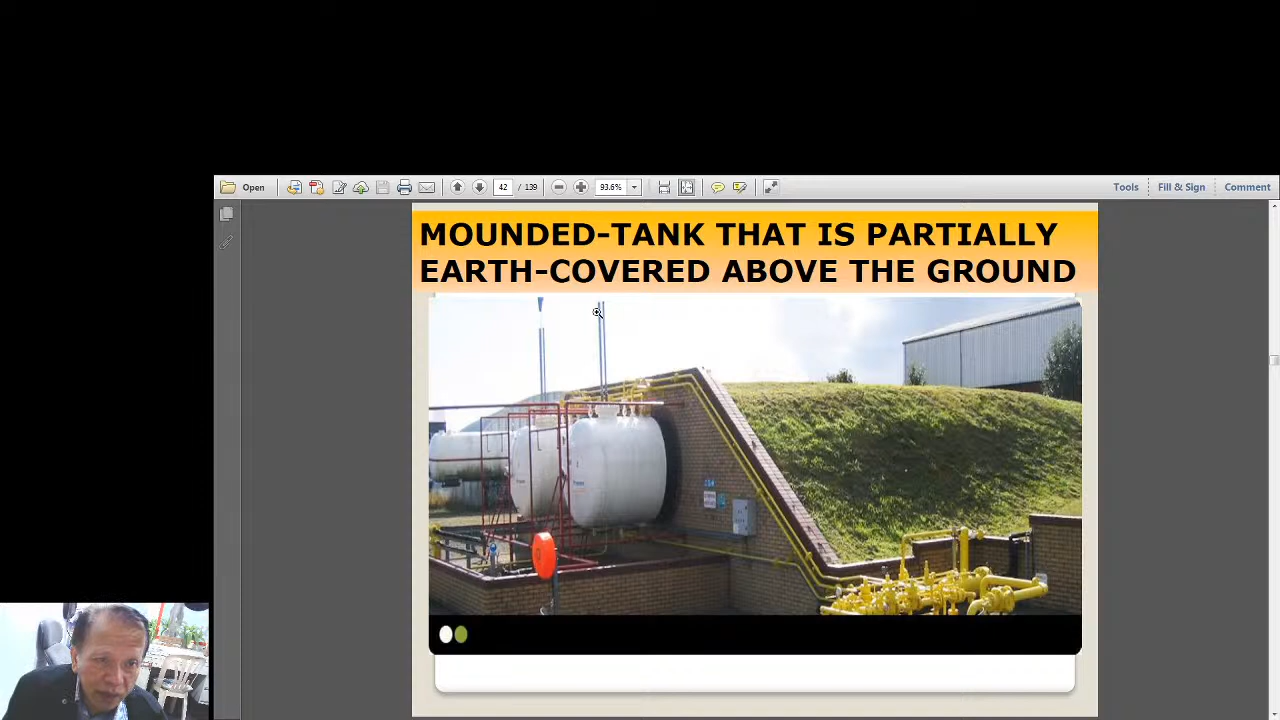 Open
42 / 139
93.6%
Tools
Fill & Sign
Comment
MOUNDED-TANK THAT IS PARTIALLY
EARTH-COVERED ABOVE THE GROUND